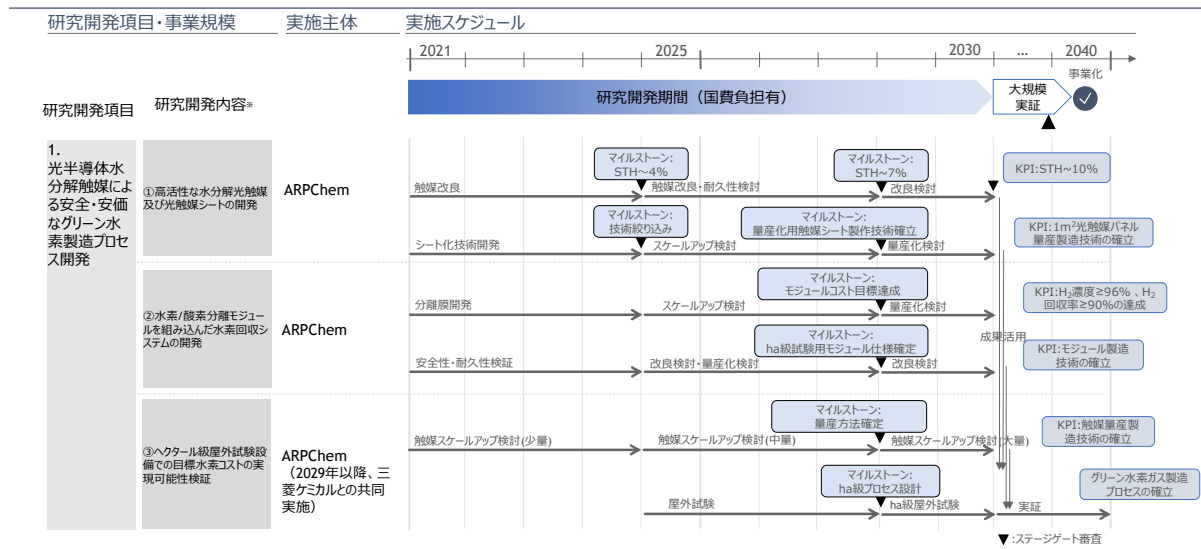 研究開発項目・事業規模
実施主体
実施スケジュール
2021
2025
2030
...
2040
事業化
研究開発項目
研究開発内容※
研究開発期間（国費負担有）
大規模
実証
1.
光半導体水
分解触媒によ
る安全・安価
なグリーン水
素製造プロセ
ス開発
①高活性な水分解光触媒
及び光触媒シートの開発
ARPChem
マイルストーン:
STH～4%
マイルストーン:
STH~7%
KPI:STH~10%
触媒改良
触媒改良・耐久性検討
改良検討
マイルストーン:
技術絞り込み
マイルストーン:
量産化用触媒シート製作技術確立
KPI:1m²光触媒パネル
量産製造技術の確立
シート化技術開発
スケールアップ検討
量産化検討
②水素/酸素分離モジュー
ルを組み込んだ水素回収シ
ステムの開発
ARPChem
マイルストーン:
モジュールコスト目標達成
KPI:H₂濃度≥96% 、H₂
回収率≥90%の達成
分離膜開発
スケールアップ検討
量産化検討
成果活用
マイルストーン:
ha級試験用モジュール仕様確定
KPI:モジュール製造
技術の確立
安全性・耐久性検証
改良検討・量産化検討
改良検討
③ヘクタール級屋外試験設
備での目標水素コストの実
現可能性検証
ARPChem
（2029年以降、三
菱ケミカルとの共同
実施）
マイルストーン:
量産方法確定
KPI:触媒量産製
造技術の確立
触媒スケールアップ検討(少量)
触媒スケールアップ検討(中量)
触媒スケールアップ検討(大量)
マイルストーン:
ha級プロセス設計
グリーン水素ガス製造
プロセスの確立
屋外試験
ha級屋外試験
実証
▼:ステージゲート審査